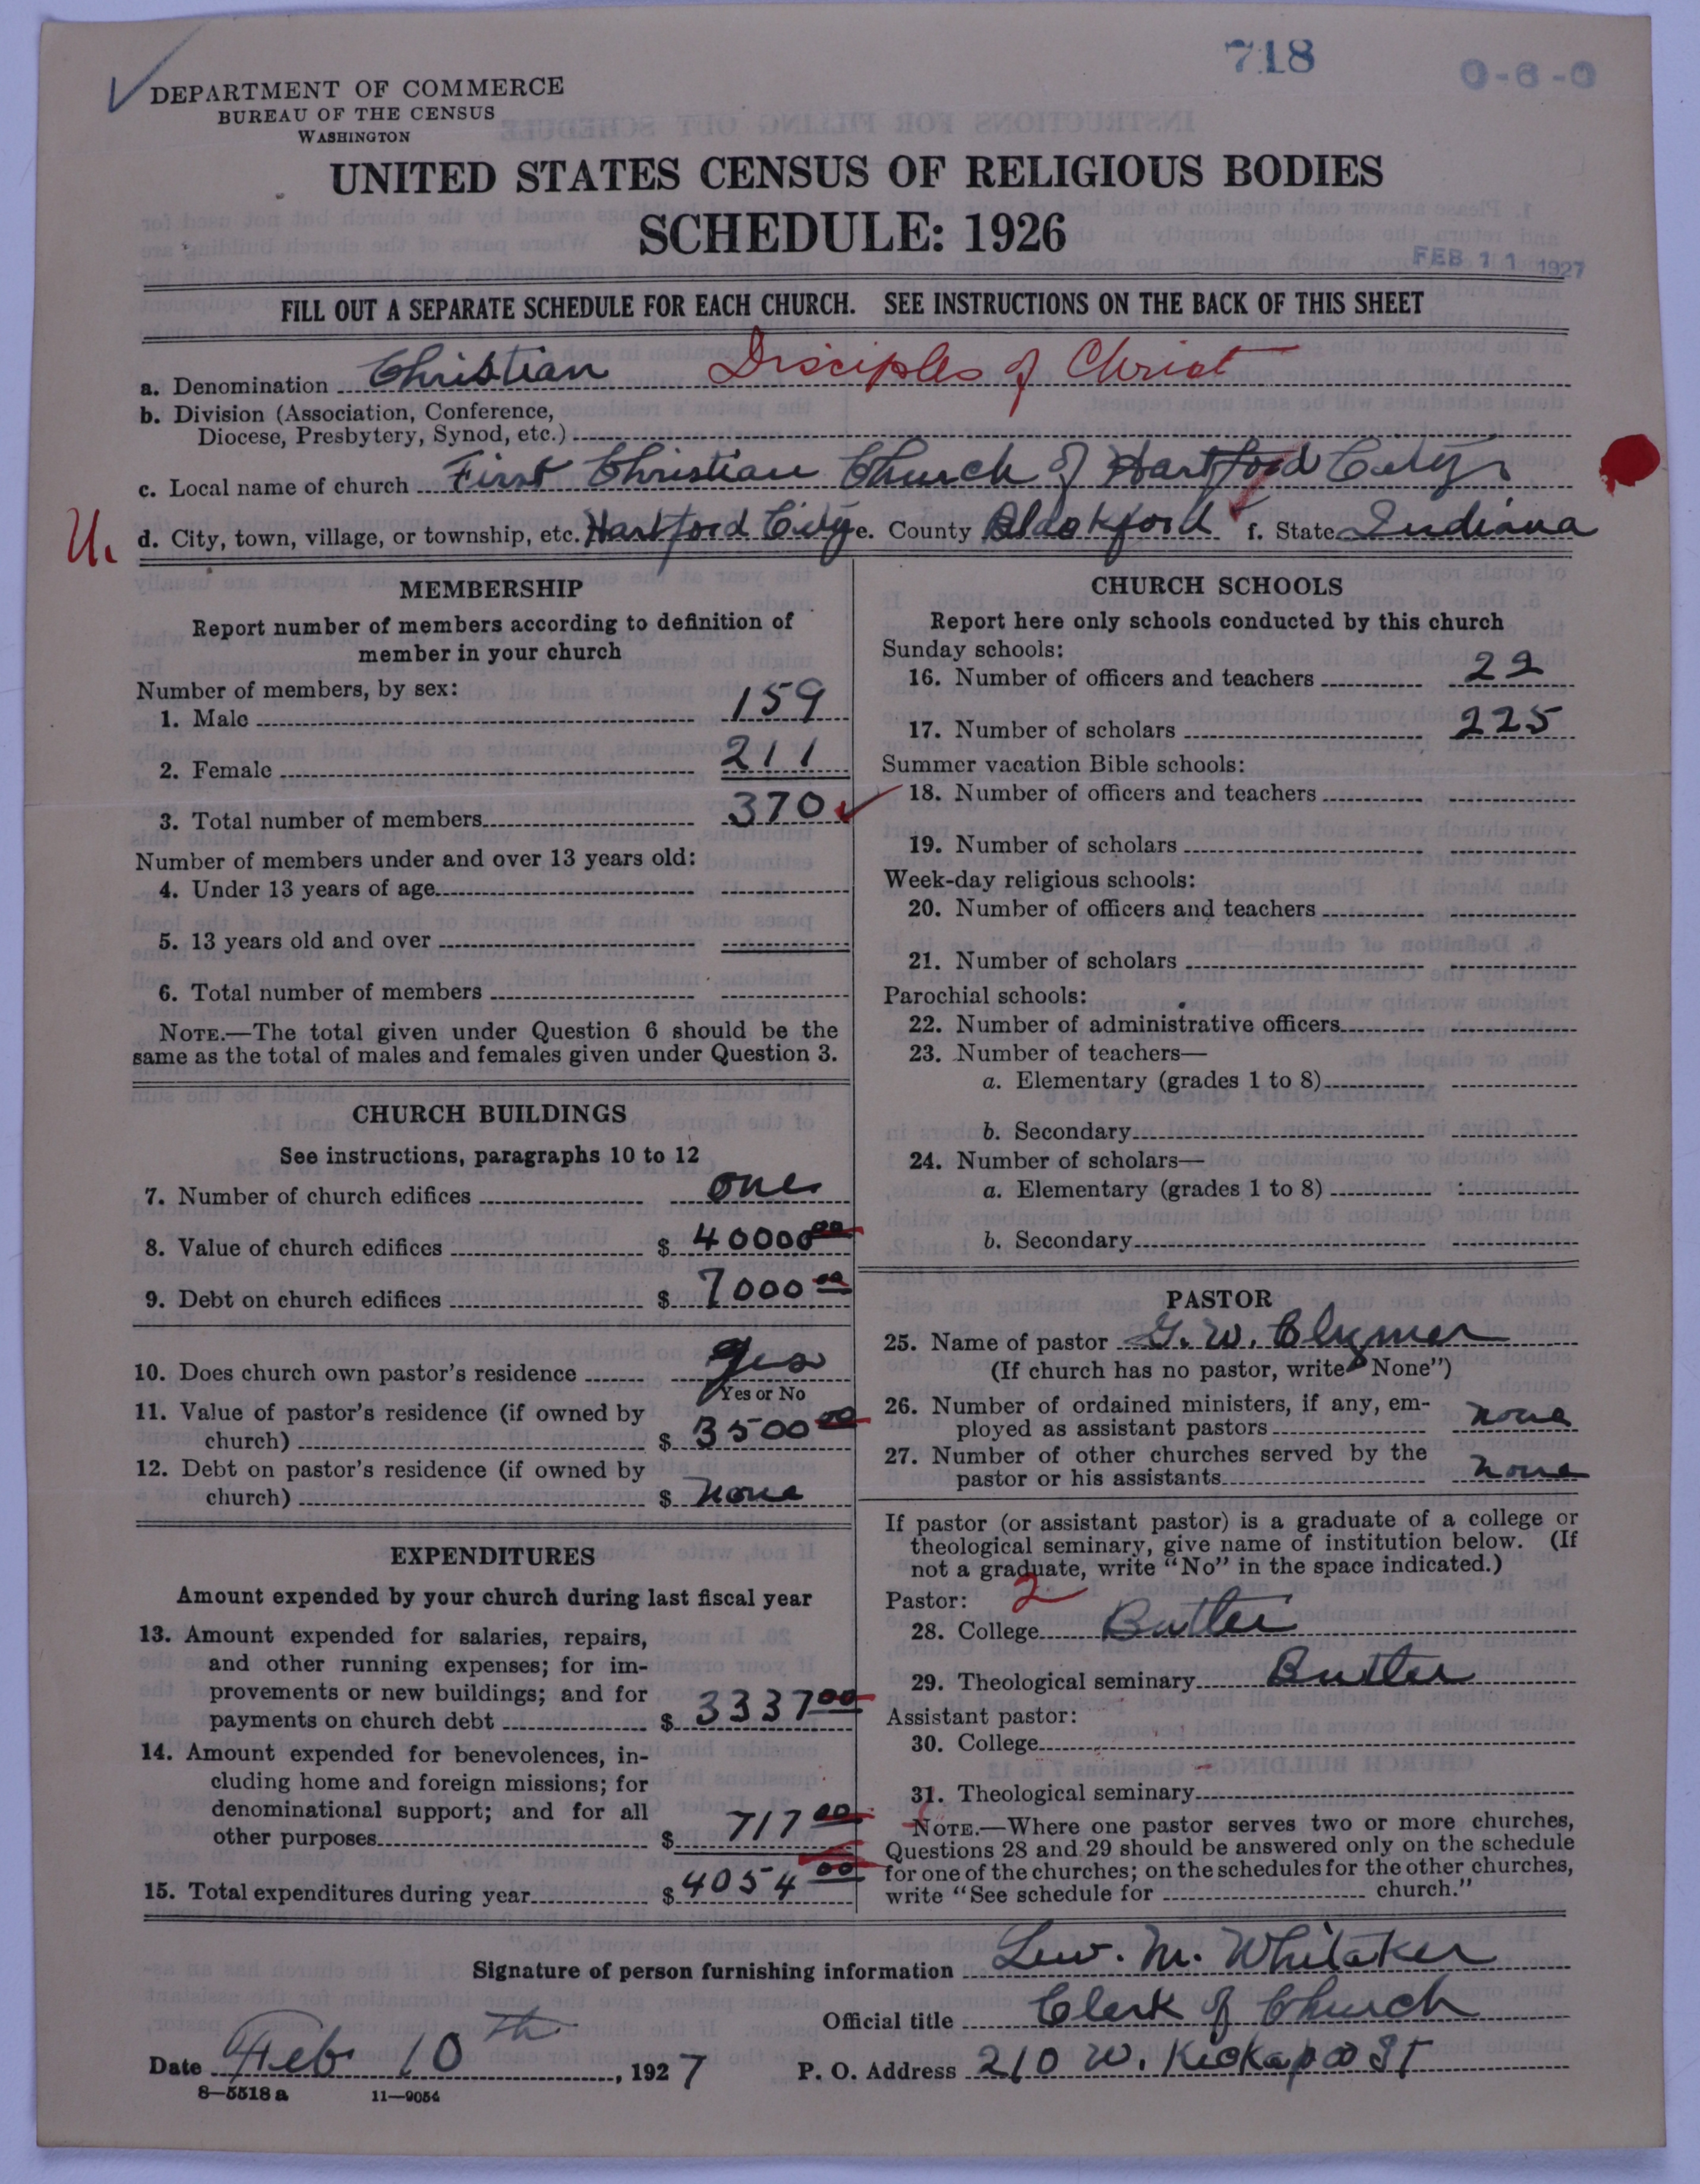 718
0-6-0
DEPARTMENT OF COMMERCE
BUREAU OF THE CENSUS
WASHINGTON
UNITED STATES CENSUS OF RELIGIOUS BODIES
SCHEDULE: 1926
FEB 11 1927
FILL OUT A SEPARATE SCHEDULE FOR EACH CHURCH. SEE INSTRUCTIONS ON THE BACK OF THIS SHEET
a. Denomination Christian Disciples of Christ
b. Division (Association, Conference,
Diocese, Presbytery, Synod, etc.)
c. Local name of church First Christian Church of Hartford City
U. d. City, town, village, or township, etc. Hartford City e. County Blackford f. State Indiana
MEMBERSHIP
Report number of members according to definition of
member in your church
Number of members, by sex:
1. Male 159
2. Female 211
3. Total number of members 370
Number of members under and over 13 years old:
4. Under 13 years of age
5. 13 years old and over
6. Total number of members
NOTE.—The total given under Question 6 should be the
same as the total of males and females given under Question 3.
CHURCH BUILDINGS
See instructions, paragraphs 10 to 12
7. Number of church edifices one
8. Value of church edifices $ 40000 00
9. Debt on church edifices $ 7000 00
10. Does church own pastor's residence yes
Yes or No
11. Value of pastor's residence (if owned by
church) $ 3500 00
12. Debt on pastor's residence (if owned by
church) $ none
EXPENDITURES
Amount expended by your church during last fiscal year
13. Amount expended for salaries, repairs,
and other running expenses; for im-
provements or new buildings; and for
payments on church debt $ 3337 00
14. Amount expended for benevolences, in-
cluding home and foreign missions; for
denominational support; and for all
other purposes $ 717 00
15. Total expenditures during year $ 4054 00
CHURCH SCHOOLS
Report here only schools conducted by this church
Sunday schools:
16. Number of officers and teachers 22
17. Number of scholars 225
Summer vacation Bible schools:
18. Number of officers and teachers
19. Number of scholars
Week-day religious schools:
20. Number of officers and teachers
21. Number of scholars
Parochial schools:
22. Number of administrative officers
23. Number of teachers—
a. Elementary (grades 1 to 8)
b. Secondary
24. Number of scholars—
a. Elementary (grades 1 to 8)
b. Secondary
PASTOR
25. Name of pastor G. W. Clymer
(If church has no pastor, write "None")
26. Number of ordained ministers, if any, em-
ployed as assistant pastors none
27. Number of other churches served by the
pastor or his assistants none
If pastor (or assistant pastor) is a graduate of a college or
theological seminary, give name of institution below. (If
not a graduate, write "No" in the space indicated.)
Pastor: 2
28. College Butler
29. Theological seminary Butler
Assistant pastor:
30. College
31. Theological seminary
NOTE.—Where one pastor serves two or more churches,
Questions 28 and 29 should be answered only on the schedule
for one of the churches; on the schedules for the other churches,
write "See schedule for church."
Signature of person furnishing information Lew. M. Whitaker
Official title Clerk of Church
Date Feb 10th, 1927 P. O. Address 210 W. Kickapoo St
8—5518a 11—9054